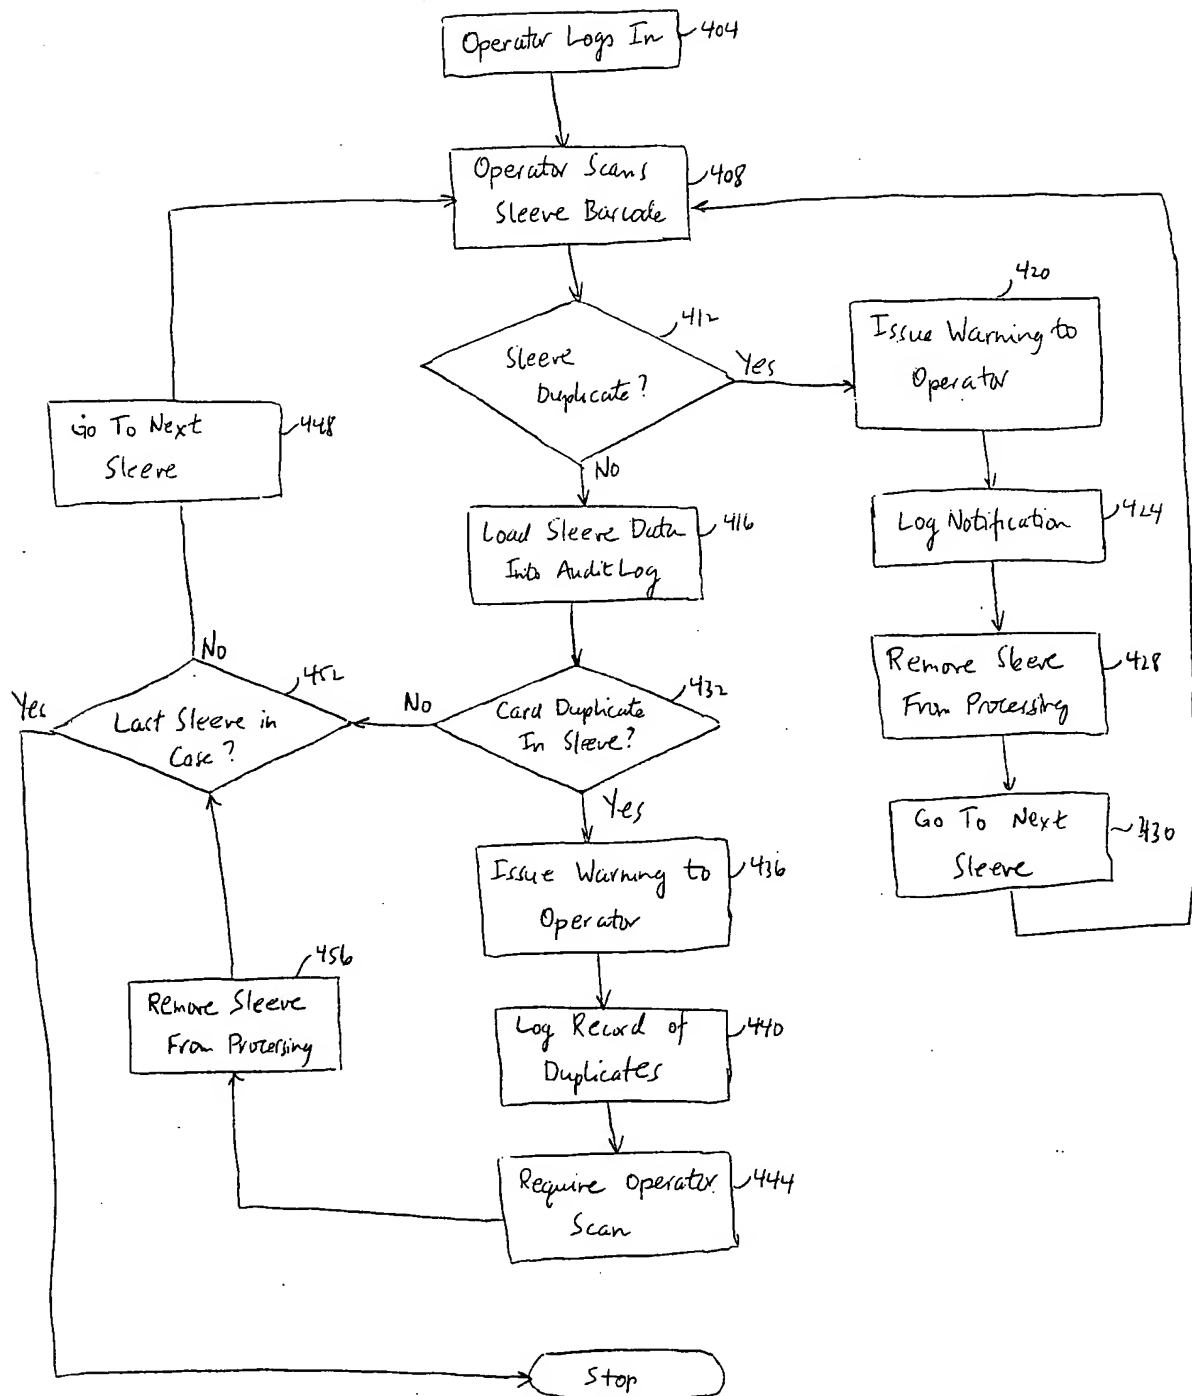 Operator Logs In
404
Operator Scans
Sleeve Barcode
408
Sleeve
Duplicate?
412
Yes
No
420
Issue Warning to
Operator
Log Notification
424
Remove Sleeve
From Processing
428
Go To Next
Sleeve
430
Load Sleeve Data
Into Audit Log
416
Card Duplicate
In Sleeve?
432
No
Yes
Issue Warning to
Operator
436
Log Record of
Duplicates
440
Require Operator
Scan
444
456
Remove Sleeve
From Processing
Last Sleeve in
Case?
452
No
Yes
Go To Next
Sleeve
448
Stop